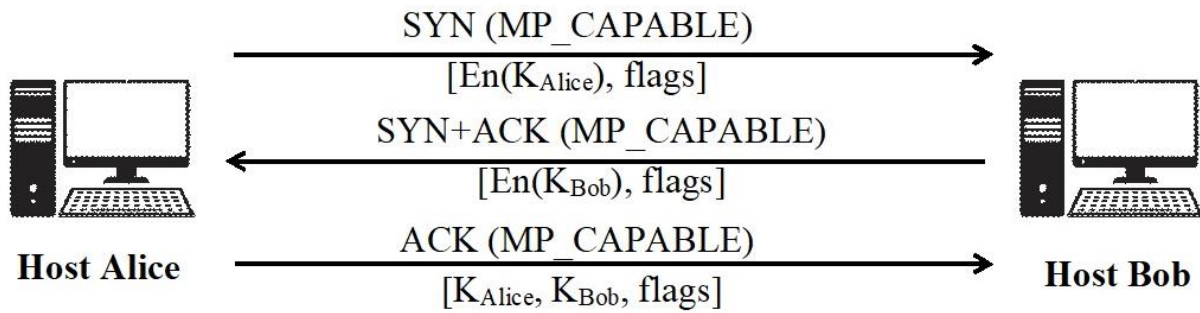 SYN (MP_CAPABLE)
[En(K_Alice), flags]
SYN+ACK (MP_CAPABLE)
[En(K_Bob), flags]
ACK (MP_CAPABLE)
[K_Alice, K_Bob, flags]
Host Alice
Host Bob